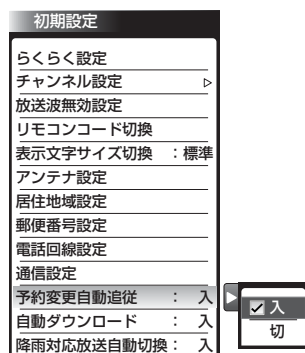 初期設定
らくらく設定
チャンネル設定
放送波無効設定
リモコンコード切換
表示文字サイズ切換 ：標準
アンテナ設定
居住地域設定
郵便番号設定
電話回線設定
通信設定
予約変更自動追従 ： 入
自動ダウンロード ： 入
降雨対応放送自動切換： 入
入
切